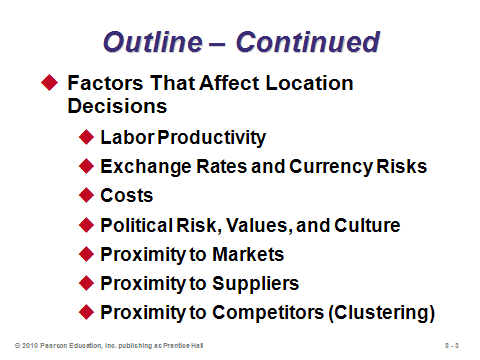 Outline – Continued
Factors That Affect Location
Decisions
Labor Productivity
Exchange Rates and Currency Risks
Costs
Political Risk, Values, and Culture
Proximity to Markets
Proximity to Suppliers
Proximity to Competitors (Clustering)
© 2010 Pearson Education, Inc. publishing as Prentice Hall
8 - 3